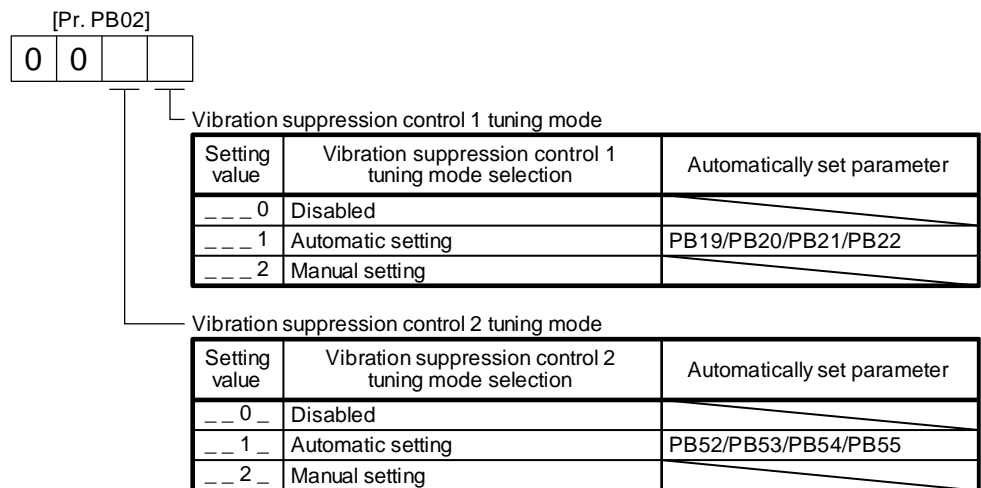 [Pr. PB02]
0 0
Vibration suppression control 1 tuning mode
Setting value Vibration suppression control 1 tuning mode selection Automatically set parameter
_ _ _ 0 Disabled
_ _ _ 1 Automatic setting PB19/PB20/PB21/PB22
_ _ _ 2 Manual setting
Vibration suppression control 2 tuning mode
Setting value Vibration suppression control 2 tuning mode selection Automatically set parameter
_ _ 0 _ Disabled
_ _ 1 _ Automatic setting PB52/PB53/PB54/PB55
_ _ 2 _ Manual setting